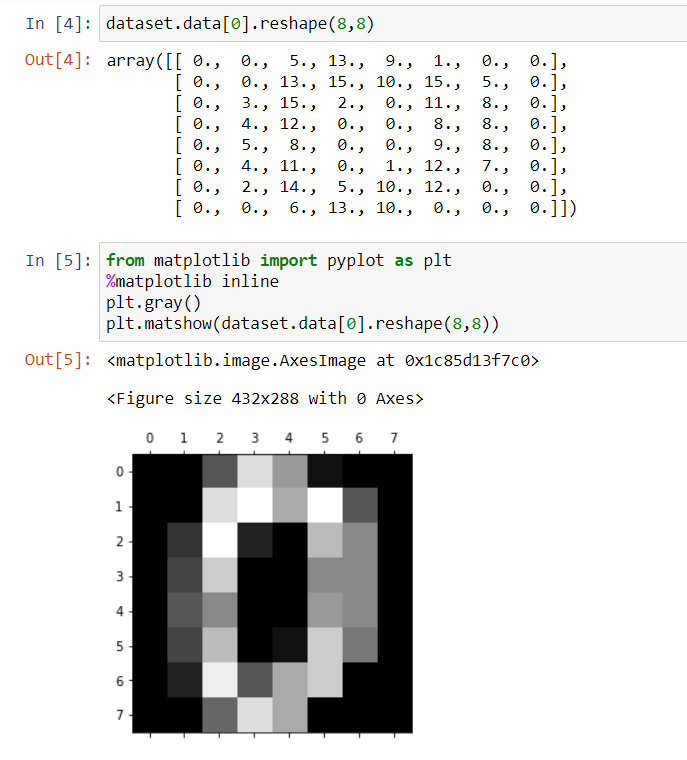 In [4]: dataset.data[0].reshape(8,8)
Out[4]: array([[ 0.,  0.,  5., 13.,  9.,  1.,  0.,  0.],
[ 0.,  0., 13., 15., 10., 15.,  5.,  0.],
[ 0.,  3., 15.,  2.,  0., 11.,  8.,  0.],
[ 0.,  4., 12.,  0.,  0.,  8.,  8.,  0.],
[ 0.,  5.,  8.,  0.,  0.,  9.,  8.,  0.],
[ 0.,  4., 11.,  0.,  1., 12.,  7.,  0.],
[ 0.,  2., 14.,  5., 10., 12.,  0.,  0.],
[ 0.,  0.,  6., 13., 10.,  0.,  0.,  0.]])
In [5]: from matplotlib import pyplot as plt
%matplotlib inline
plt.gray()
plt.matshow(dataset.data[0].reshape(8,8))
Out[5]: <matplotlib.image.AxesImage at 0x1c85d13f7c0>
<Figure size 432x288 with 0 Axes>
0 1 2 3 4 5 6 7
0
1
2
3
4
5
6
7